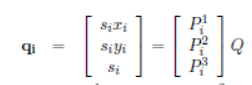 q_i = [ s_i x_i ; s_i y_i ; s_i ] = [ P_i^1 ; P_i^2 ; P_i^3 ] Q